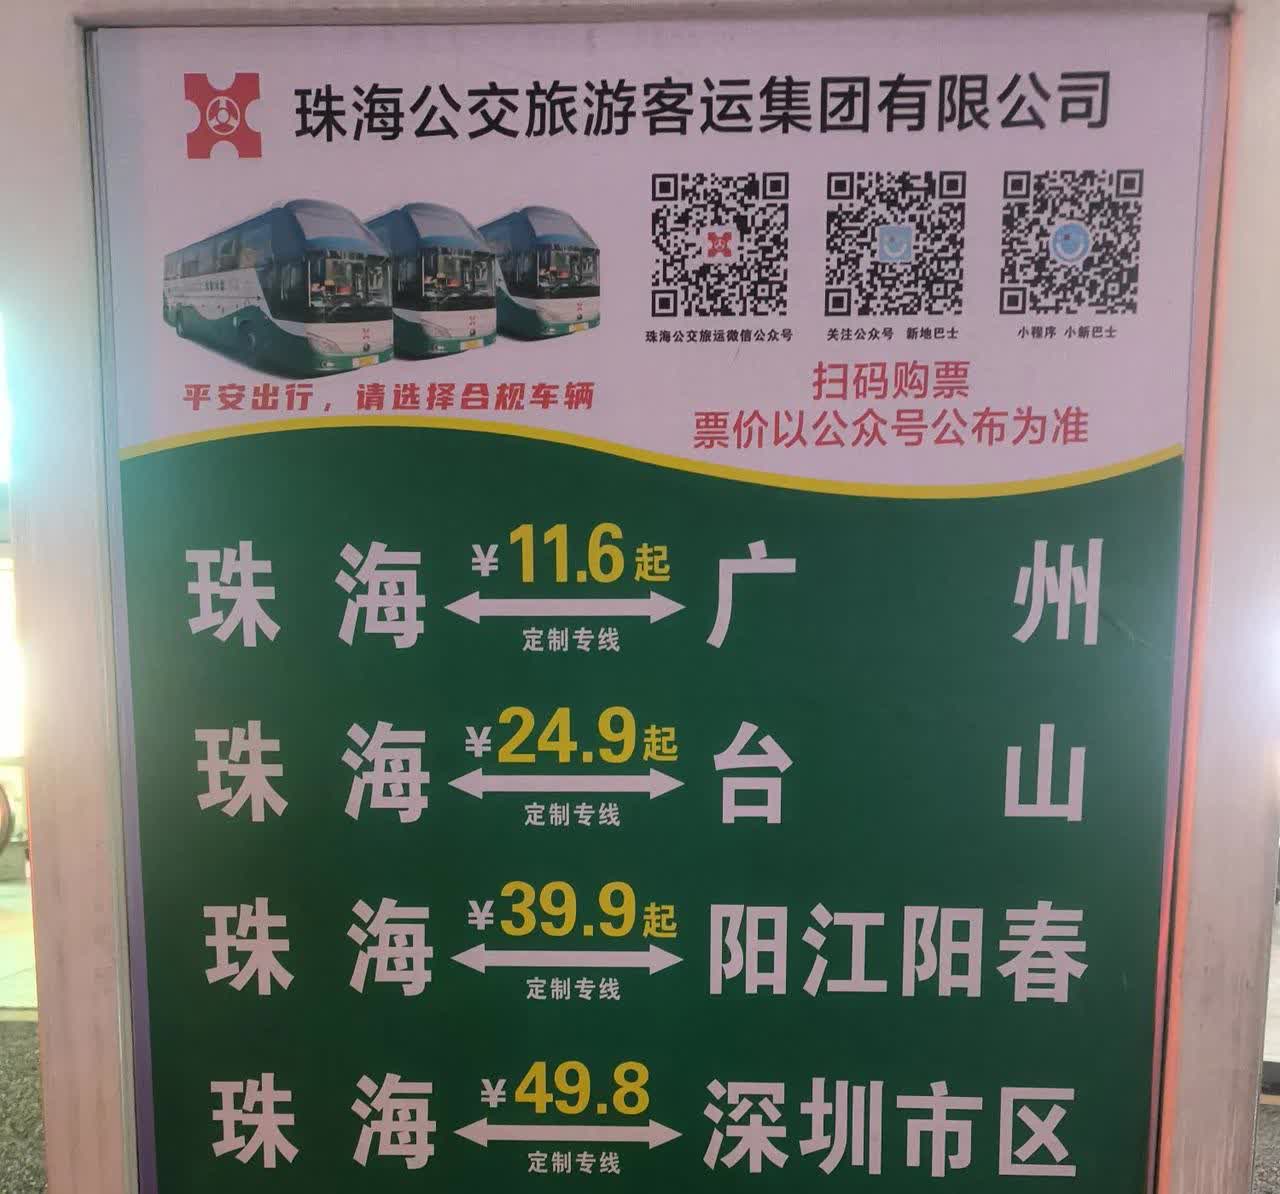 珠海公交旅游客运集团有限公司
珠海公交旅运微信公众号
关注公众号 新地巴士
小程序 小新巴士
平安出行，请选择合规车辆
扫码购票
票价以公众号公布为准
珠海 ¥11.6起 广州
定制专线
珠海 ¥24.9起 台山
定制专线
珠海 ¥39.9起 阳江阳春
定制专线
珠海 ¥49.8 深圳市区
定制专线